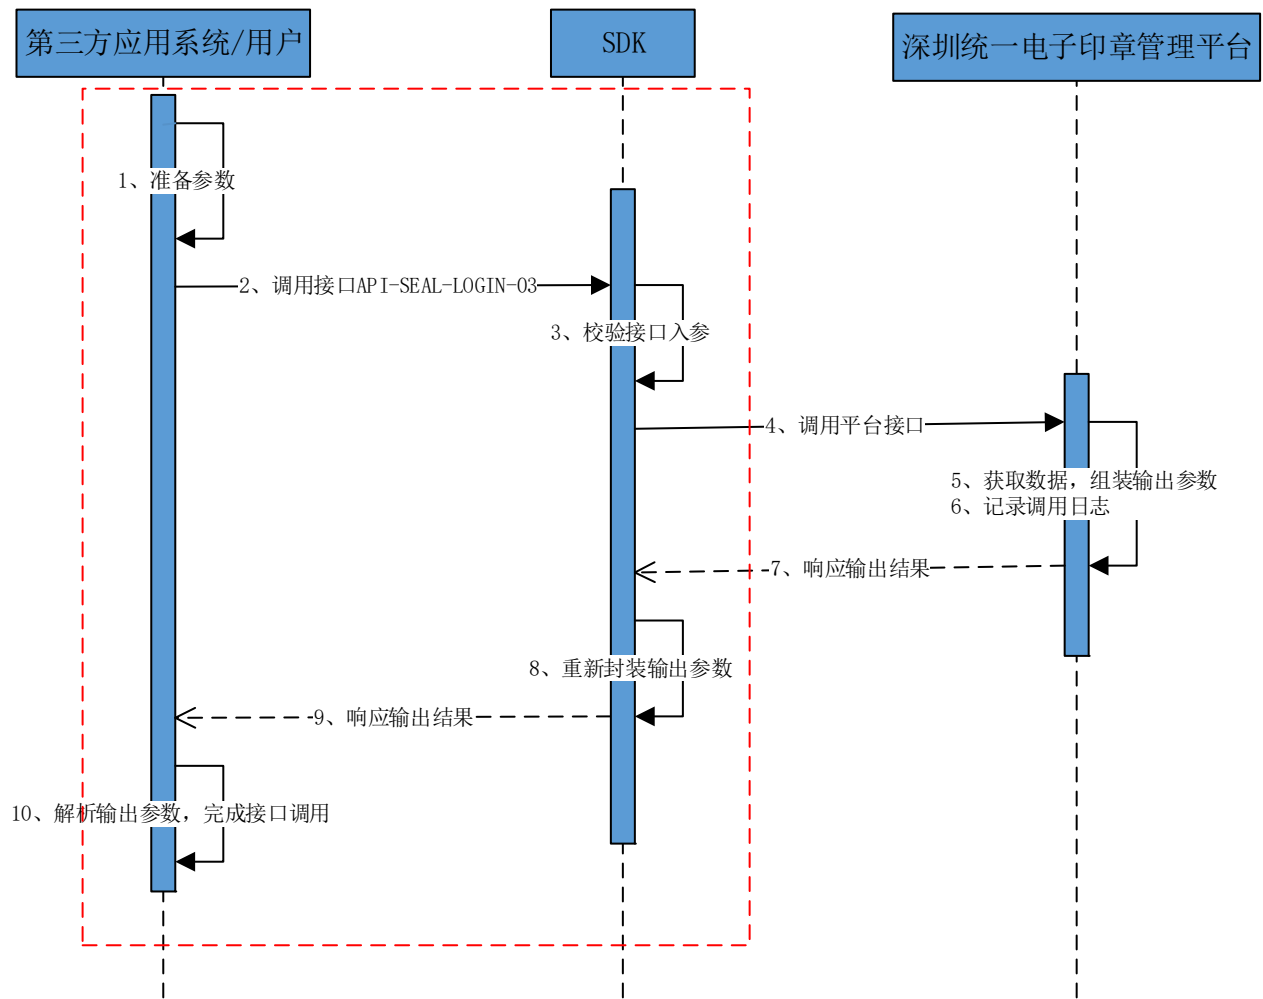 第三方应用系统/用户
SDK
深圳统一电子印章管理平台
1、准备参数
2、调用接口API-SEAL-LOGIN-03
3、校验接口入参
4、调用平台接口
5、获取数据，组装输出参数
6、记录调用日志
7、响应输出结果
8、重新封装输出参数
9、响应输出结果
10、解析输出参数，完成接口调用